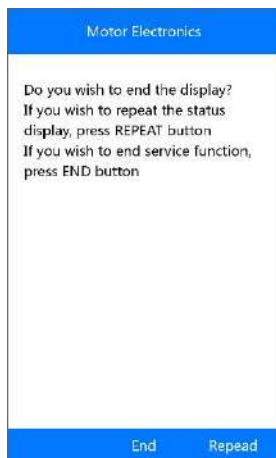 Motor Electronics
Do you wish to end the display?
If you wish to repeat the status
display, press REPEAT button
If you wish to end service function,
press END button
End Repead